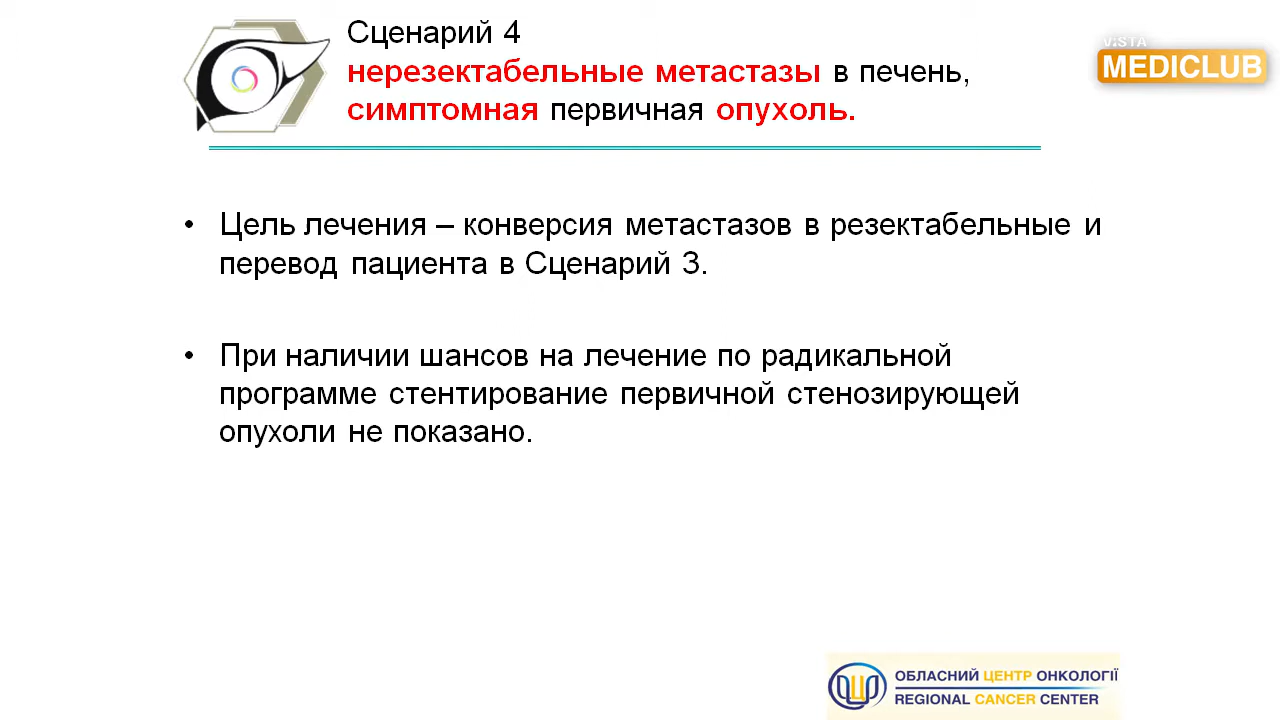 Сценарий 4
нерезектабельные метастазы в печень,
симптомная первичная опухоль.
ViSTA
MEDICLUB
• Цель лечения – конверсия метастазов в резектабельные и
перевод пациента в Сценарий 3.
• При наличии шансов на лечение по радикальной
программе стентирование первичной стенозирующей
опухоли не показано.
ОБЛАСНИЙ ЦЕНТР ОНКОЛОГІЇ
REGIONAL CANCER CENTER